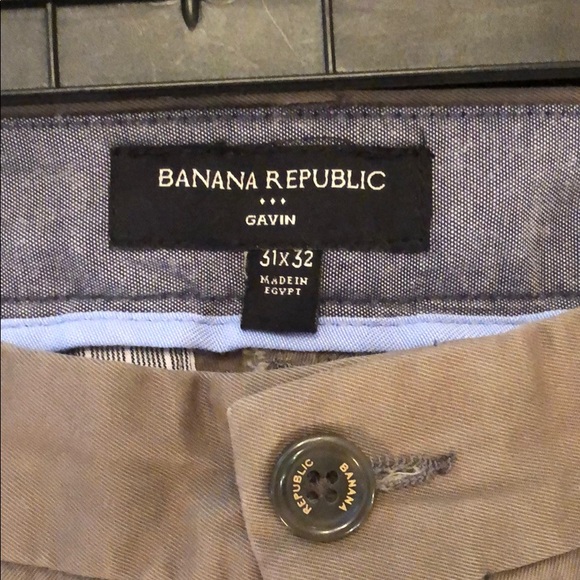 BANANA REPUBLIC
GAVIN
31X32
MADE IN
EGYPT
REPUBLIC
BANANA